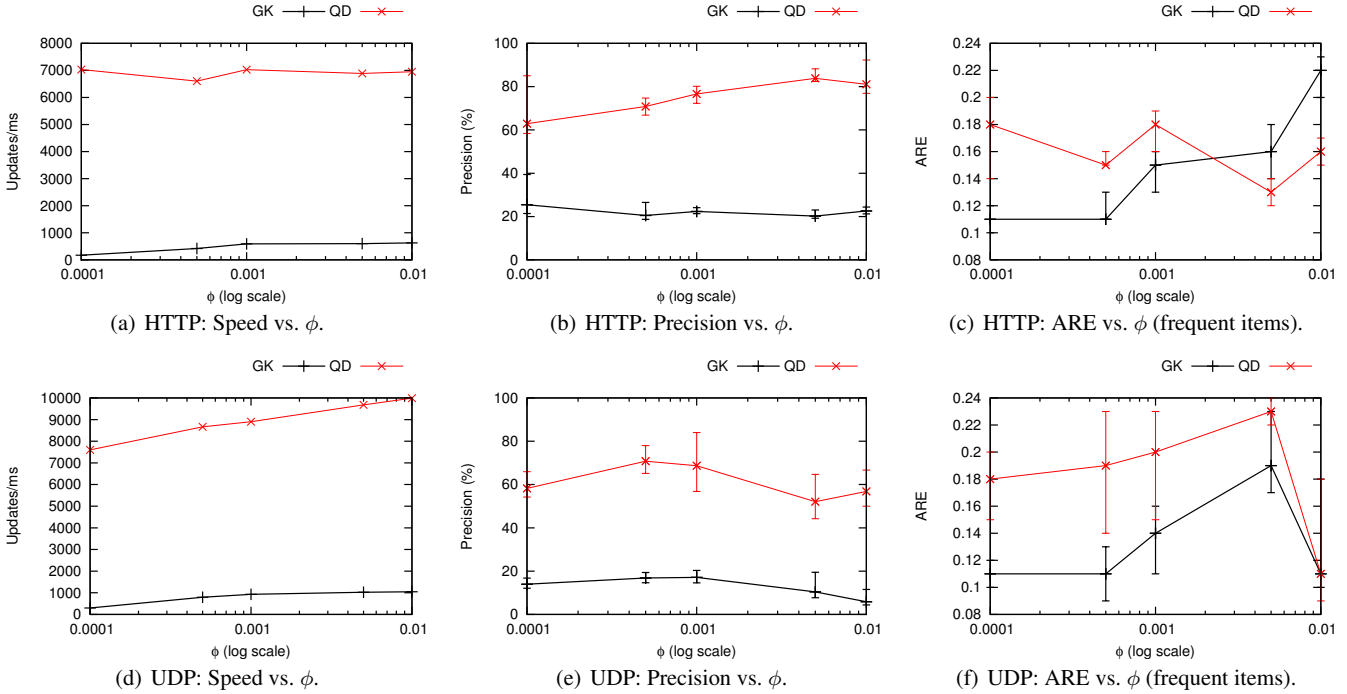 GK QD
8000
7000
6000
5000
4000
3000
2000
1000
0
0.0001 0.001 0.01
Updates/ms
φ (log scale)
(a) HTTP: Speed vs. φ.
GK QD
100
80
60
40
20
0
0.0001 0.001 0.01
Precision (%)
φ (log scale)
(b) HTTP: Precision vs. φ.
GK QD
0.24
0.22
0.2
0.18
0.16
0.14
0.12
0.1
0.08
0.0001 0.001 0.01
ARE
φ (log scale)
(c) HTTP: ARE vs. φ (frequent items).
GK QD
10000
9000
8000
7000
6000
5000
4000
3000
2000
1000
0
0.0001 0.001 0.01
Updates/ms
φ (log scale)
(d) UDP: Speed vs. φ.
GK QD
100
80
60
40
20
0
0.0001 0.001 0.01
Precision (%)
φ (log scale)
(e) UDP: Precision vs. φ.
GK QD
0.24
0.22
0.2
0.18
0.16
0.14
0.12
0.1
0.08
0.0001 0.001 0.01
ARE
φ (log scale)
(f) UDP: ARE vs. φ (frequent items).